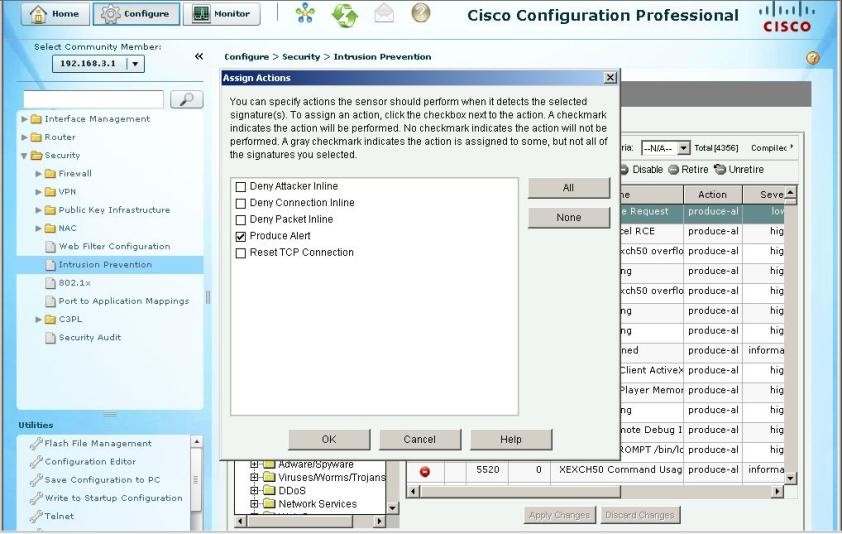 Home
Configure
Monitor
Cisco Configuration Professional
CISCO
Select Community Member:
192.168.3.1
«
Configure > Security > Intrusion Prevention
Interface Management
Router
Security
Firewall
VPN
Public Key Infrastructure
NAC
Web Filter Configuration
Intrusion Prevention
802.1x
Port to Application Mappings
C3PL
Security Audit
Utilities
Flash File Management
Configuration Editor
Save Configuration to PC
Write to Startup Configuration
Telnet
Assign Actions
You can specify actions the sensor should perform when it detects the selected
signature(s). To assign an action, click the checkbox next to the action. A checkmark
indicates the action will be performed. No checkmark indicates the action will not be
performed. A gray checkmark indicates the action is assigned to some, but not all of
the signatures you selected.
Deny Attacker Inline
Deny Connection Inline
Deny Packet Inline
Produce Alert
Reset TCP Connection
All
None
OK
Cancel
Help
ria: --N/A-- Total[4356] Compilec *
Disable Retire Unretire
ne Action Seve
e Request produce-al low
cel RCE produce-al hig
xch50 overflo produce-al hig
ng produce-al hig
xch50 overflo produce-al hig
ng produce-al hig
ng produce-al hig
ned produce-al informa
Client ActiveX produce-al hig
Player Memor produce-al hig
ng produce-al hig
mote Debug I produce-al hig
ROMPT /bin/lo produce-al hig
5520 0 XEXCH50 Command Usag produce-al informa
Adware/Spyware
Viruses/Worms/Trojans
DDoS
Network Services
Apply Changes
Discard Changes